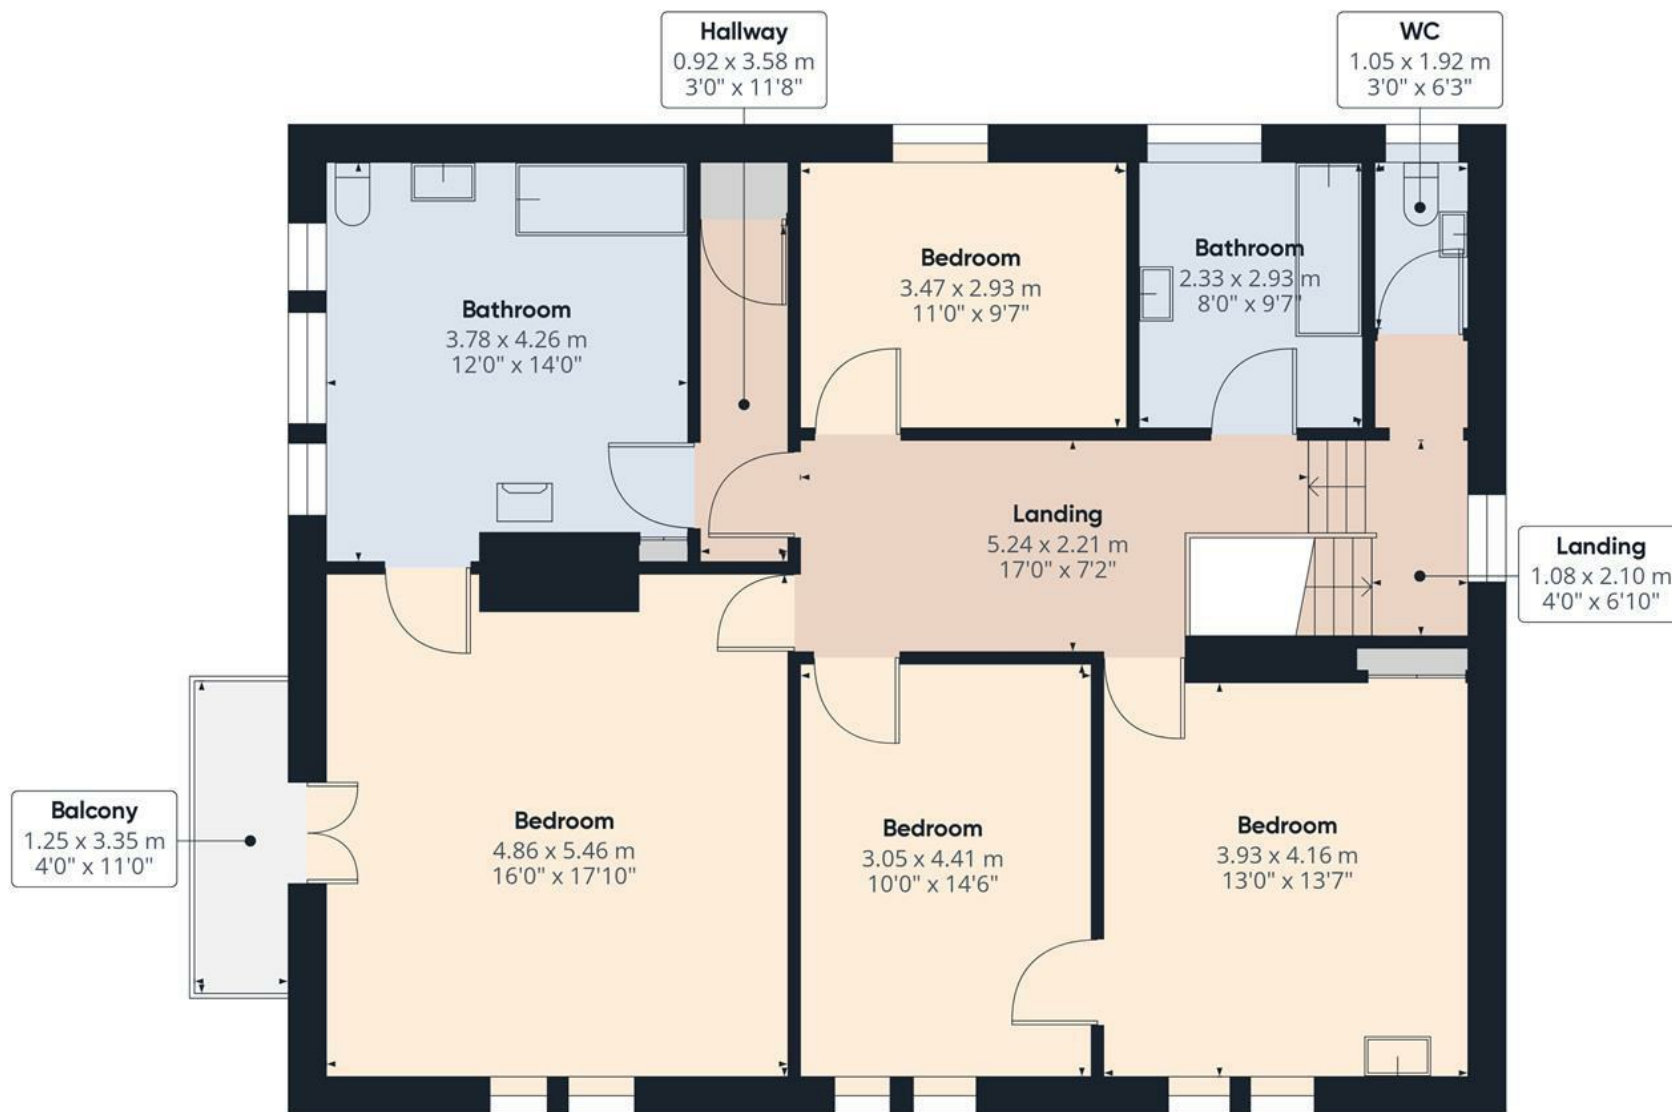 Hallway
0.92 x 3.58 m
3'0" x 11'8"
WC
1.05 x 1.92 m
3'0" x 6'3"
Bathroom
3.78 x 4.26 m
12'0" x 14'0"
Bedroom
3.47 x 2.93 m
11'0" x 9'7"
Bathroom
2.33 x 2.93 m
8'0" x 9'7"
Landing
5.24 x 2.21 m
17'0" x 7'2"
Landing
1.08 x 2.10 m
4'0" x 6'10"
Balcony
1.25 x 3.35 m
4'0" x 11'0"
Bedroom
4.86 x 5.46 m
16'0" x 17'10"
Bedroom
3.05 x 4.41 m
10'0" x 14'6"
Bedroom
3.93 x 4.16 m
13'0" x 13'7"